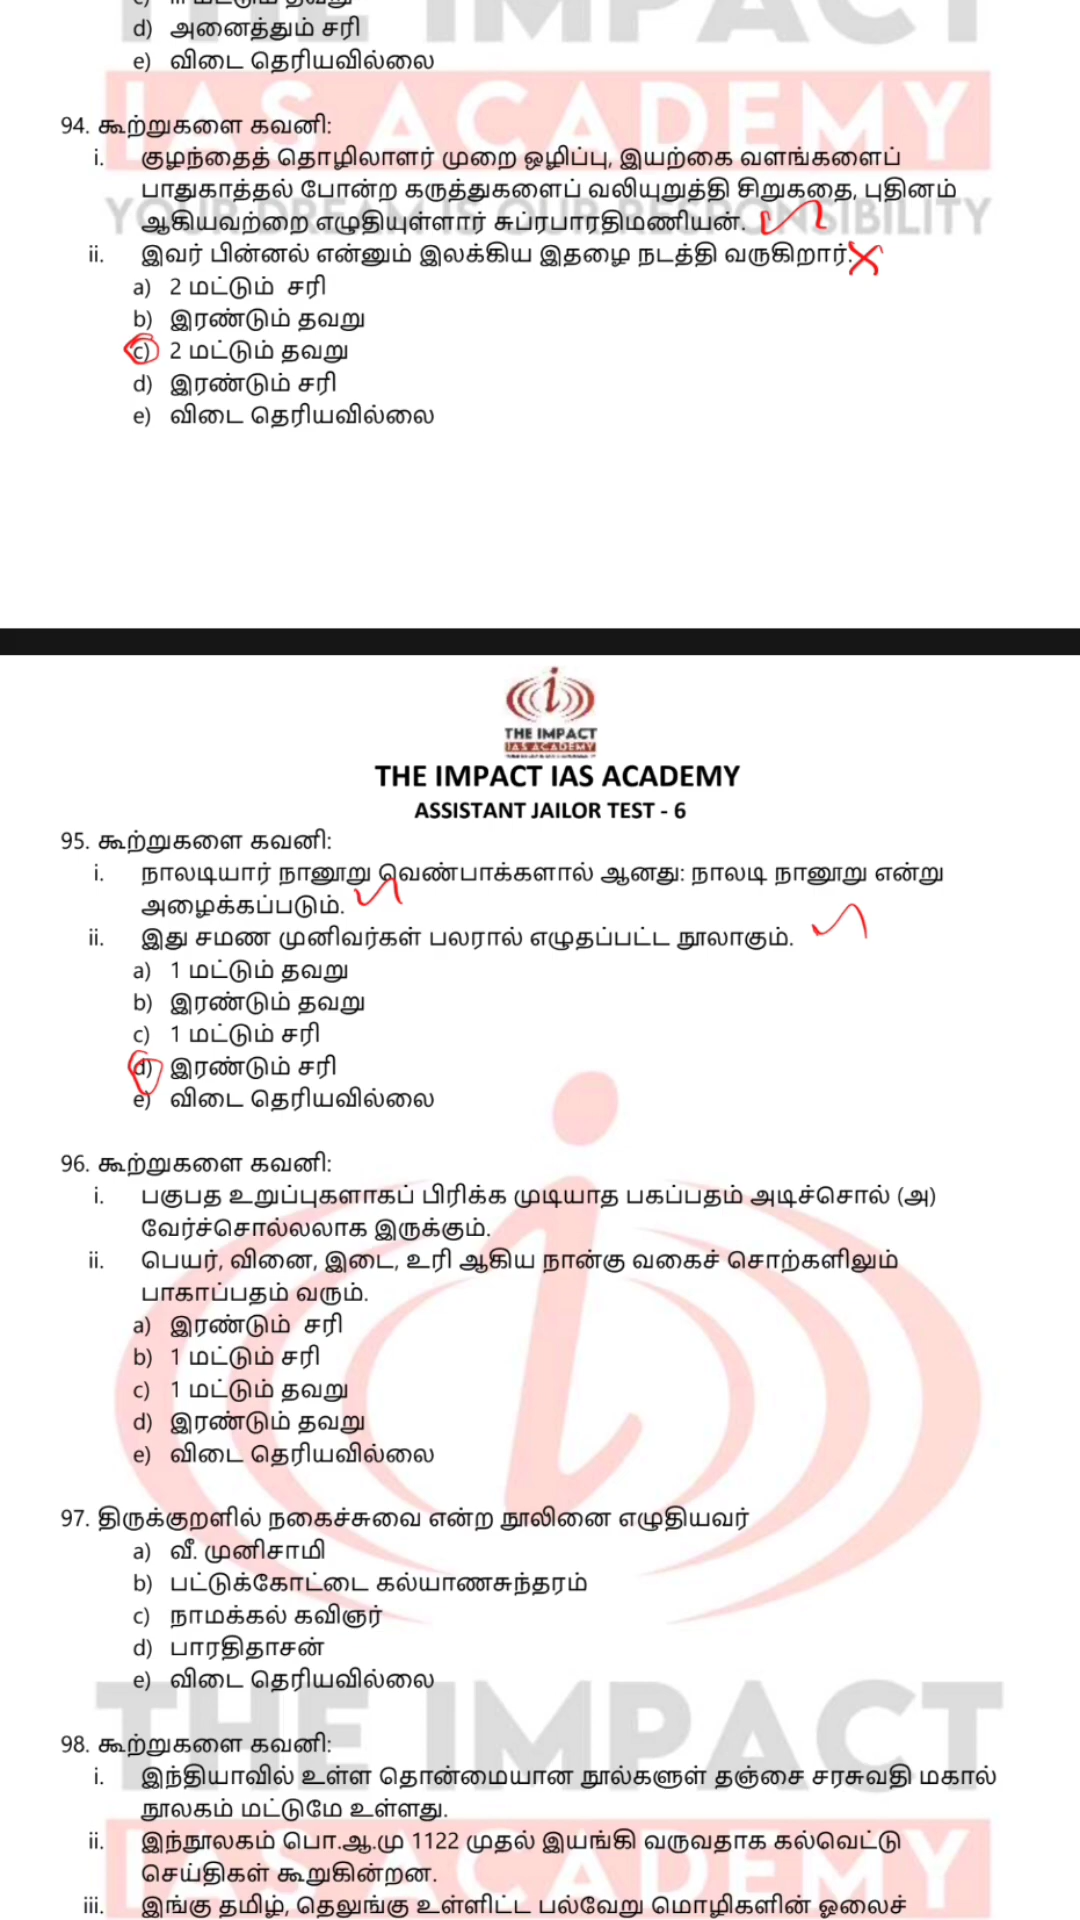 d) அனைத்தும் சரி
e) விடை தெரியவில்லை
94. கூற்றுகளை கவனி:
i. குழந்தைத் தொழிலாளர் முறை ஒழிப்பு, இயற்கை வளங்களைப்
பாதுகாத்தல் போன்ற கருத்துகளைப் வலியுறுத்தி சிறுகதை, புதினம்
ஆகியவற்றை எழுதியுள்ளார் சுப்ரபாரதிமணியன்.
ii. இவர் பின்னல் என்னும் இலக்கிய இதழை நடத்தி வருகிறார்.
a) 2 மட்டும் சரி
b) இரண்டும் தவறு
c) 2 மட்டும் தவறு
d) இரண்டும் சரி
e) விடை தெரியவில்லை
THE IMPACT
IAS ACADEMY
THE IMPACT IAS ACADEMY
ASSISTANT JAILOR TEST - 6
95. கூற்றுகளை கவனி:
i. நாலடியார் நானூறு வெண்பாக்களால் ஆனது: நாலடி நானூறு என்று
அழைக்கப்படும்.
ii. இது சமண முனிவர்கள் பலரால் எழுதப்பட்ட நூலாகும்.
a) 1 மட்டும் தவறு
b) இரண்டும் தவறு
c) 1 மட்டும் சரி
d) இரண்டும் சரி
e) விடை தெரியவில்லை
96. கூற்றுகளை கவனி:
i. பகுபத உறுப்புகளாகப் பிரிக்க முடியாத பகப்பதம் அடிச்சொல் (அ)
வேர்ச்சொல்லலாக இருக்கும்.
ii. பெயர், வினை, இடை, உரி ஆகிய நான்கு வகைச் சொற்களிலும்
பாகாப்பதம் வரும்.
a) இரண்டும் சரி
b) 1 மட்டும் சரி
c) 1 மட்டும் தவறு
d) இரண்டும் தவறு
e) விடை தெரியவில்லை
97. திருக்குறளில் நகைச்சுவை என்ற நூலினை எழுதியவர்
a) வீ. முனிசாமி
b) பட்டுக்கோட்டை கல்யாணசுந்தரம்
c) நாமக்கல் கவிஞர்
d) பாரதிதாசன்
e) விடை தெரியவில்லை
98. கூற்றுகளை கவனி:
i. இந்தியாவில் உள்ள தொன்மையான நூல்களுள் தஞ்சை சரசுவதி மகால்
நூலகம் மட்டுமே உள்ளது.
ii. இந்நூலகம் பொ.ஆ.மு 1122 முதல் இயங்கி வருவதாக கல்வெட்டு
செய்திகள் கூறுகின்றன.
iii. இங்கு தமிழ், தெலுங்கு உள்ளிட்ட பல்வேறு மொழிகளின் ஓலைச்